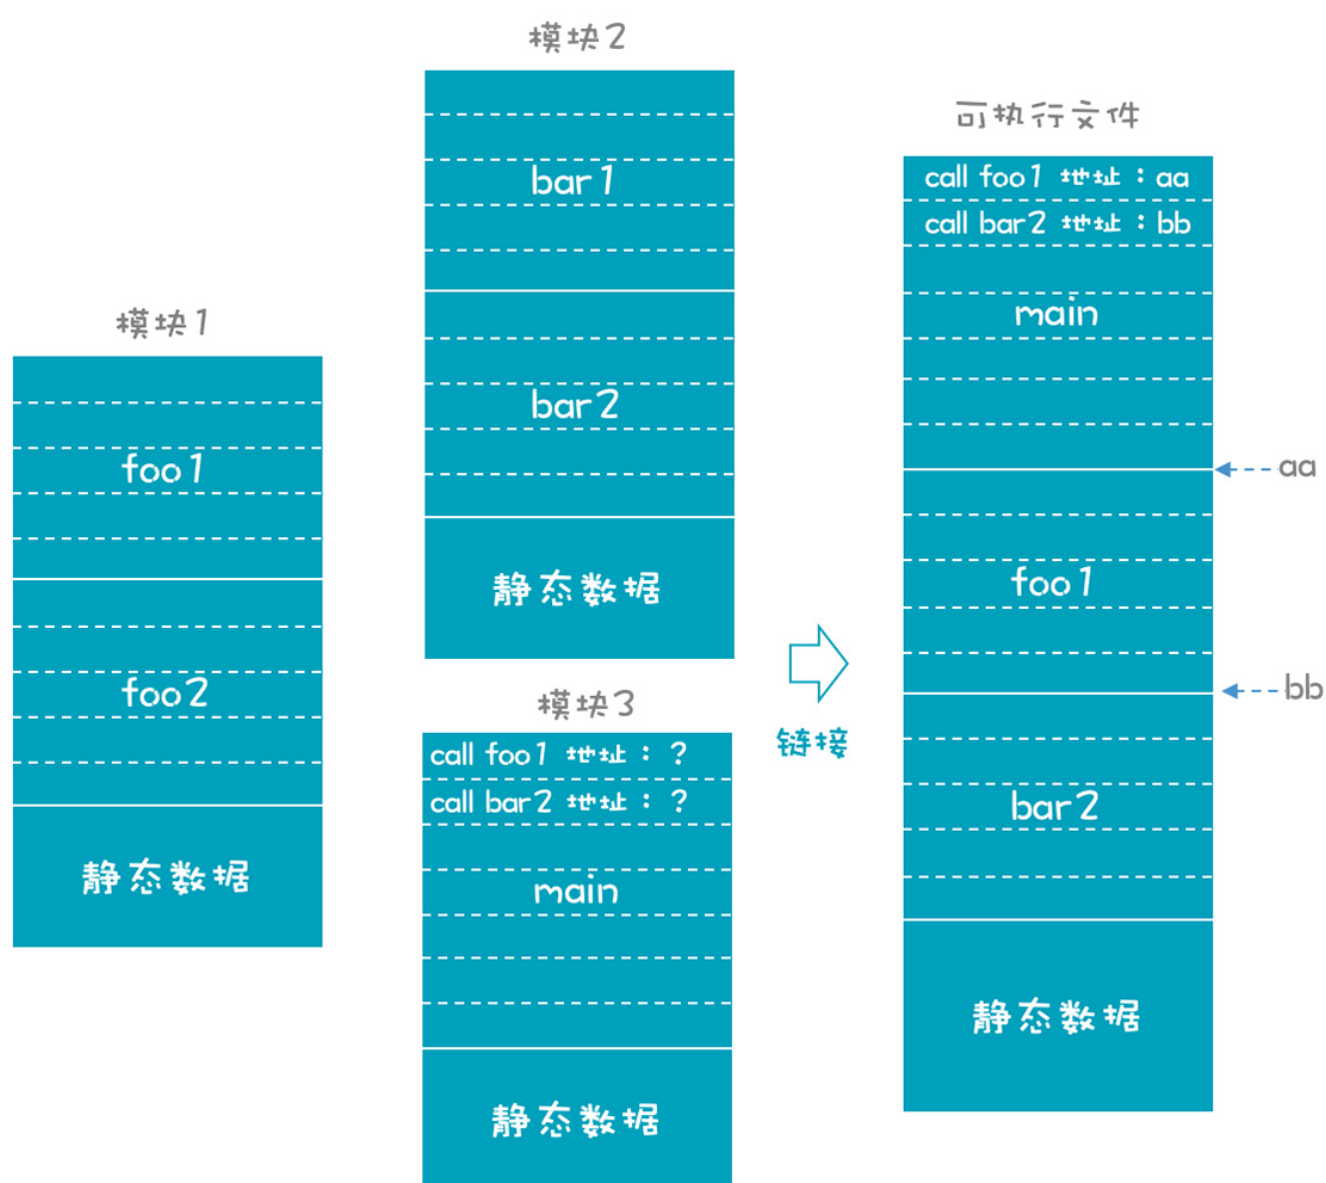 模块1
foo1
foo2
静态数据
模块2
bar1
bar2
静态数据
模块3
call foo1 地址：?
call bar2 地址：?
main
静态数据
链接
可执行文件
call foo1 地址：aa
call bar2 地址：bb
main
aa
foo1
bb
bar2
静态数据